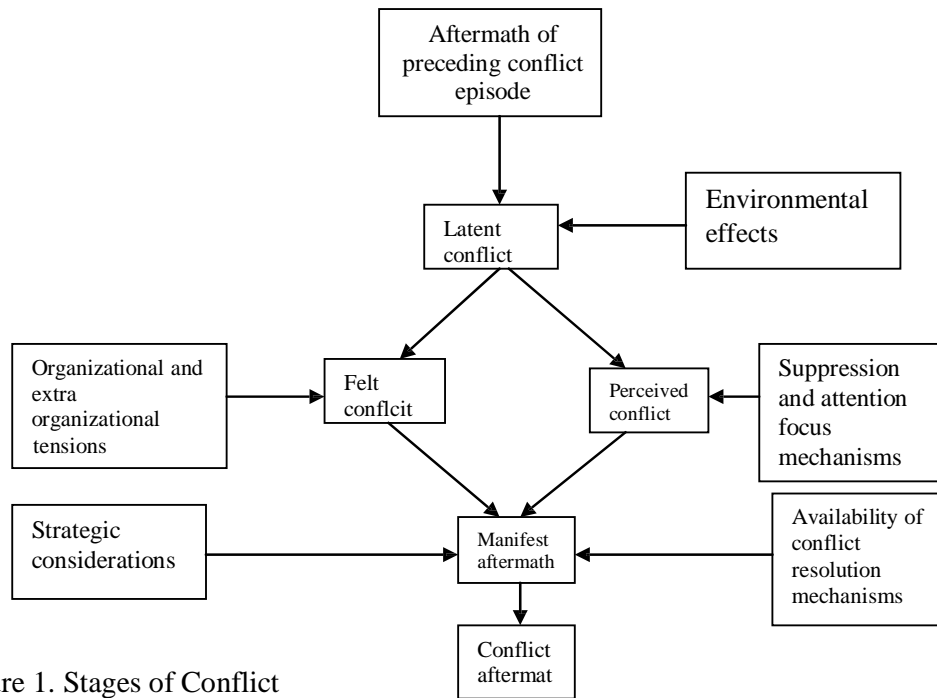 Aftermath of
preceding conflict
episode
Environmental
effects
Latent
conflict
Organizational and
extra
organizational
tensions
Felt
conflcit
Perceived
conflict
Suppression
and attention
focus
mechanisms
Strategic
considerations
Manifest
aftermath
Availability of
conflict
resolution
mechanisms
Conflict
aftermat
re 1. Stages of Conflict